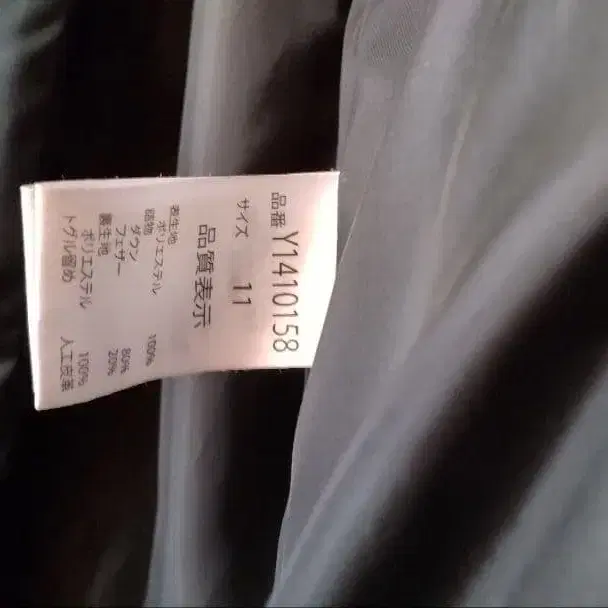 品番 Y1410158
サイズ 11
品質表示
表生地
ポリエステル 100%
詰物
ダウン 80%
フェザー 20%
裏生地
ポリエステル 100%
トグル留め 人工皮革